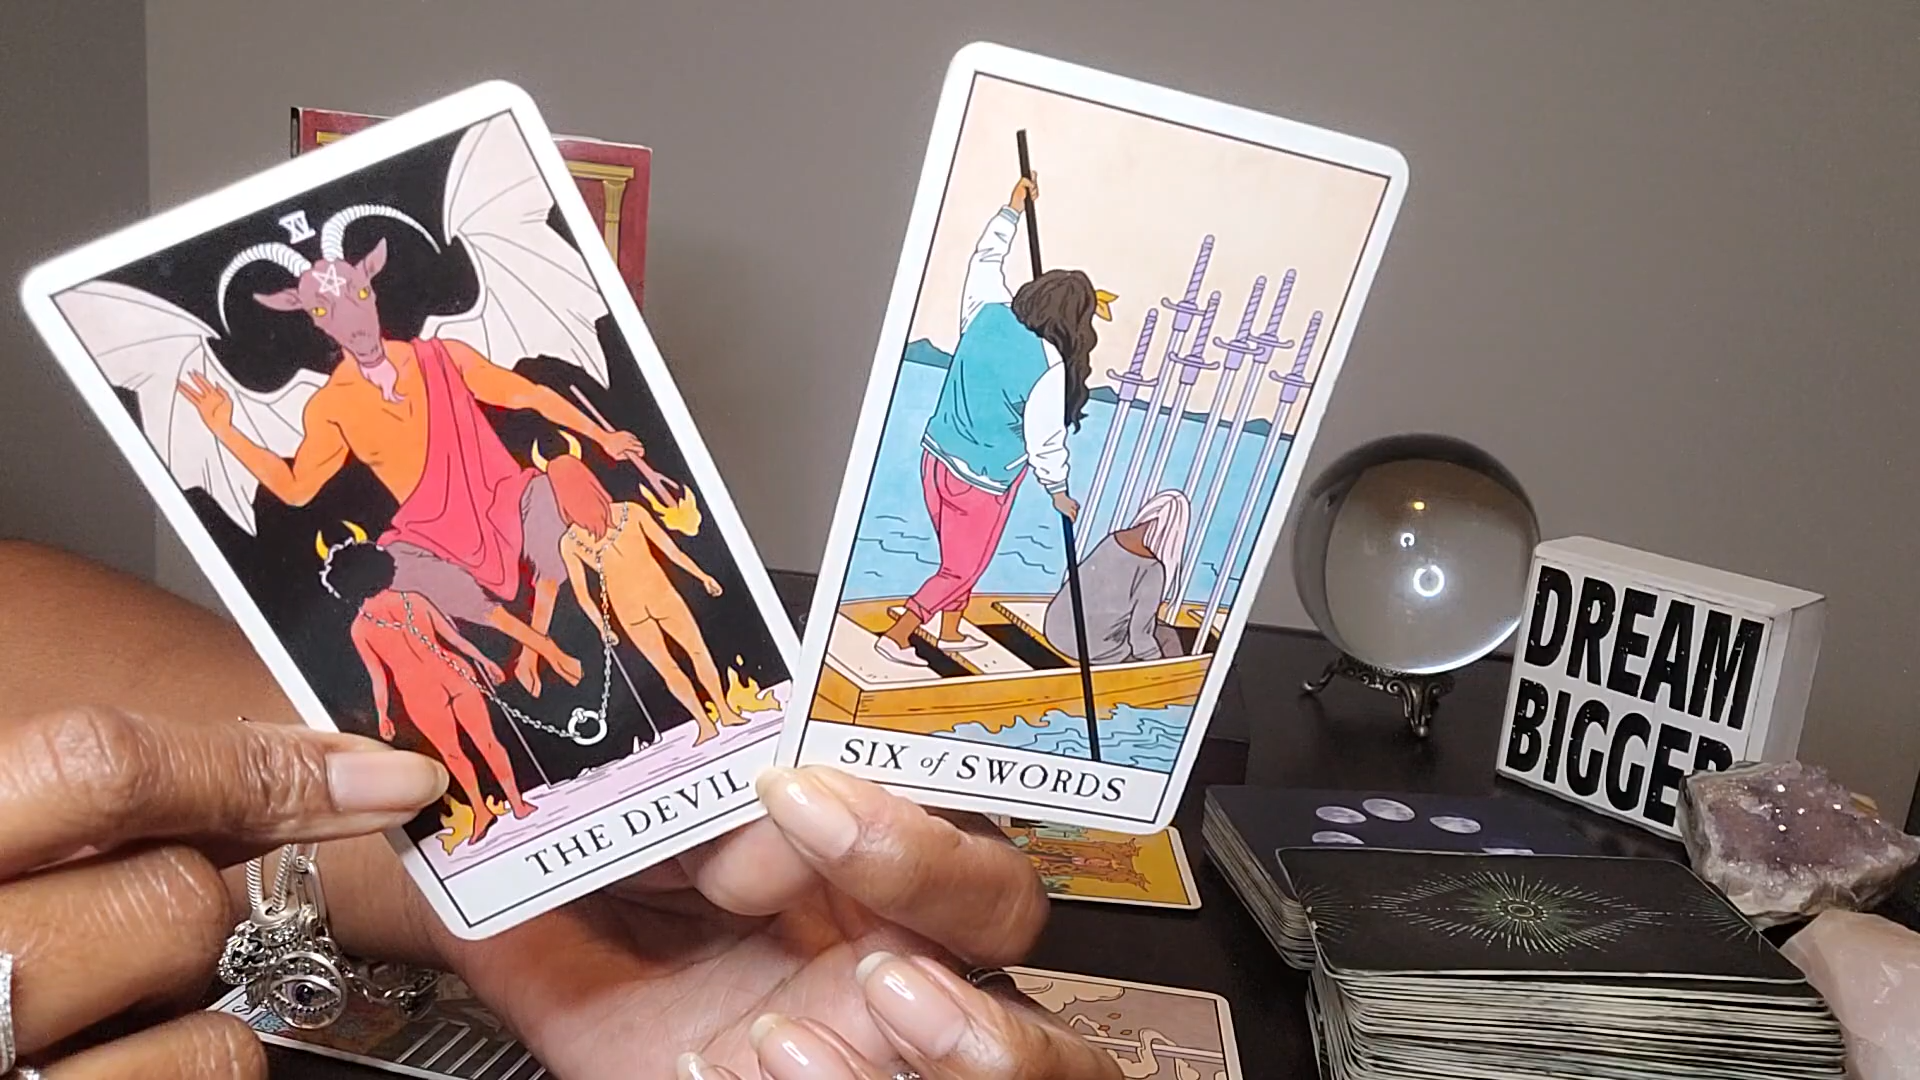 XV
THE DEVIL
SIX of SWORDS
DREAM
BIGGER